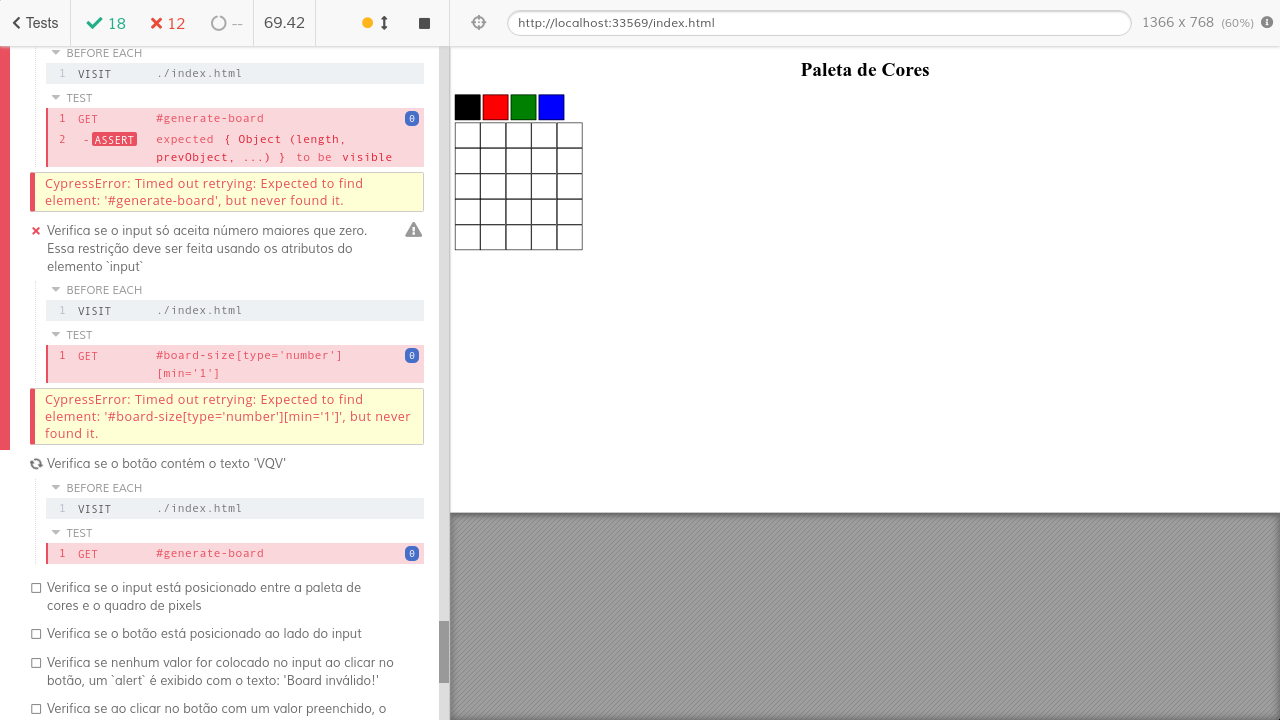 Tests
18
12
--
69.42
http://localhost:33569/index.html
1366 x 768 (60%)
BEFORE EACH
1 VISIT ./index.html
TEST
1 GET #generate-board 0
2 -ASSERT expected { Object (length,
prevObject, ...) } to be visible
CypressError: Timed out retrying: Expected to find
element: '#generate-board', but never found it.
Verifica se o input só aceita número maiores que zero.
Essa restrição deve ser feita usando os atributos do
elemento `input`
BEFORE EACH
1 VISIT ./index.html
TEST
1 GET #board-size[type='number'] 0
[min='1']
CypressError: Timed out retrying: Expected to find
element: '#board-size[type='number'][min='1']', but never
found it.
Verifica se o botão contém o texto 'VQV'
BEFORE EACH
1 VISIT ./index.html
TEST
1 GET #generate-board 0
Verifica se o input está posicionado entre a paleta de
cores e o quadro de pixels
Verifica se o botão está posicionado ao lado do input
Verifica se nenhum valor for colocado no input ao clicar no
botão, um `alert` é exibido com o texto: 'Board inválido!'
Verifica se ao clicar no botão com um valor preenchido, o
Paleta de Cores